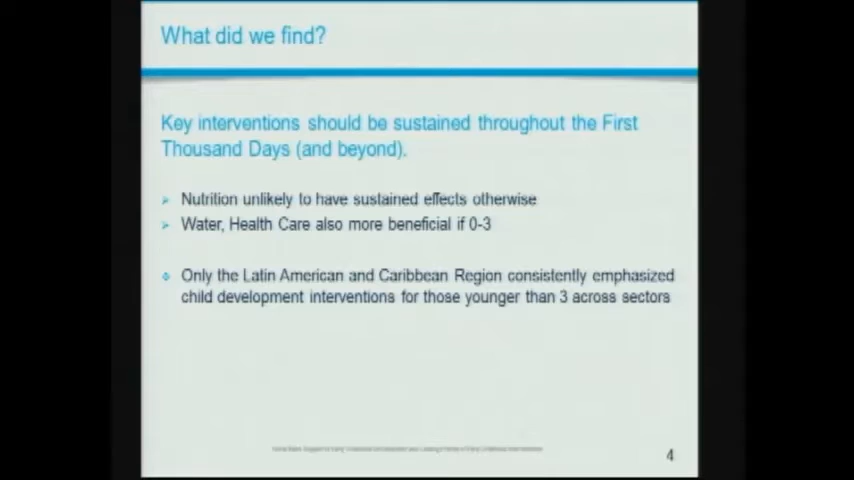 What did we find?
Key interventions should be sustained throughout the First
Thousand Days (and beyond).
Nutrition unlikely to have sustained effects otherwise
Water, Health Care also more beneficial if 0-3
Only the Latin American and Caribbean Region consistently emphasized
child development interventions for those younger than 3 across sectors
4